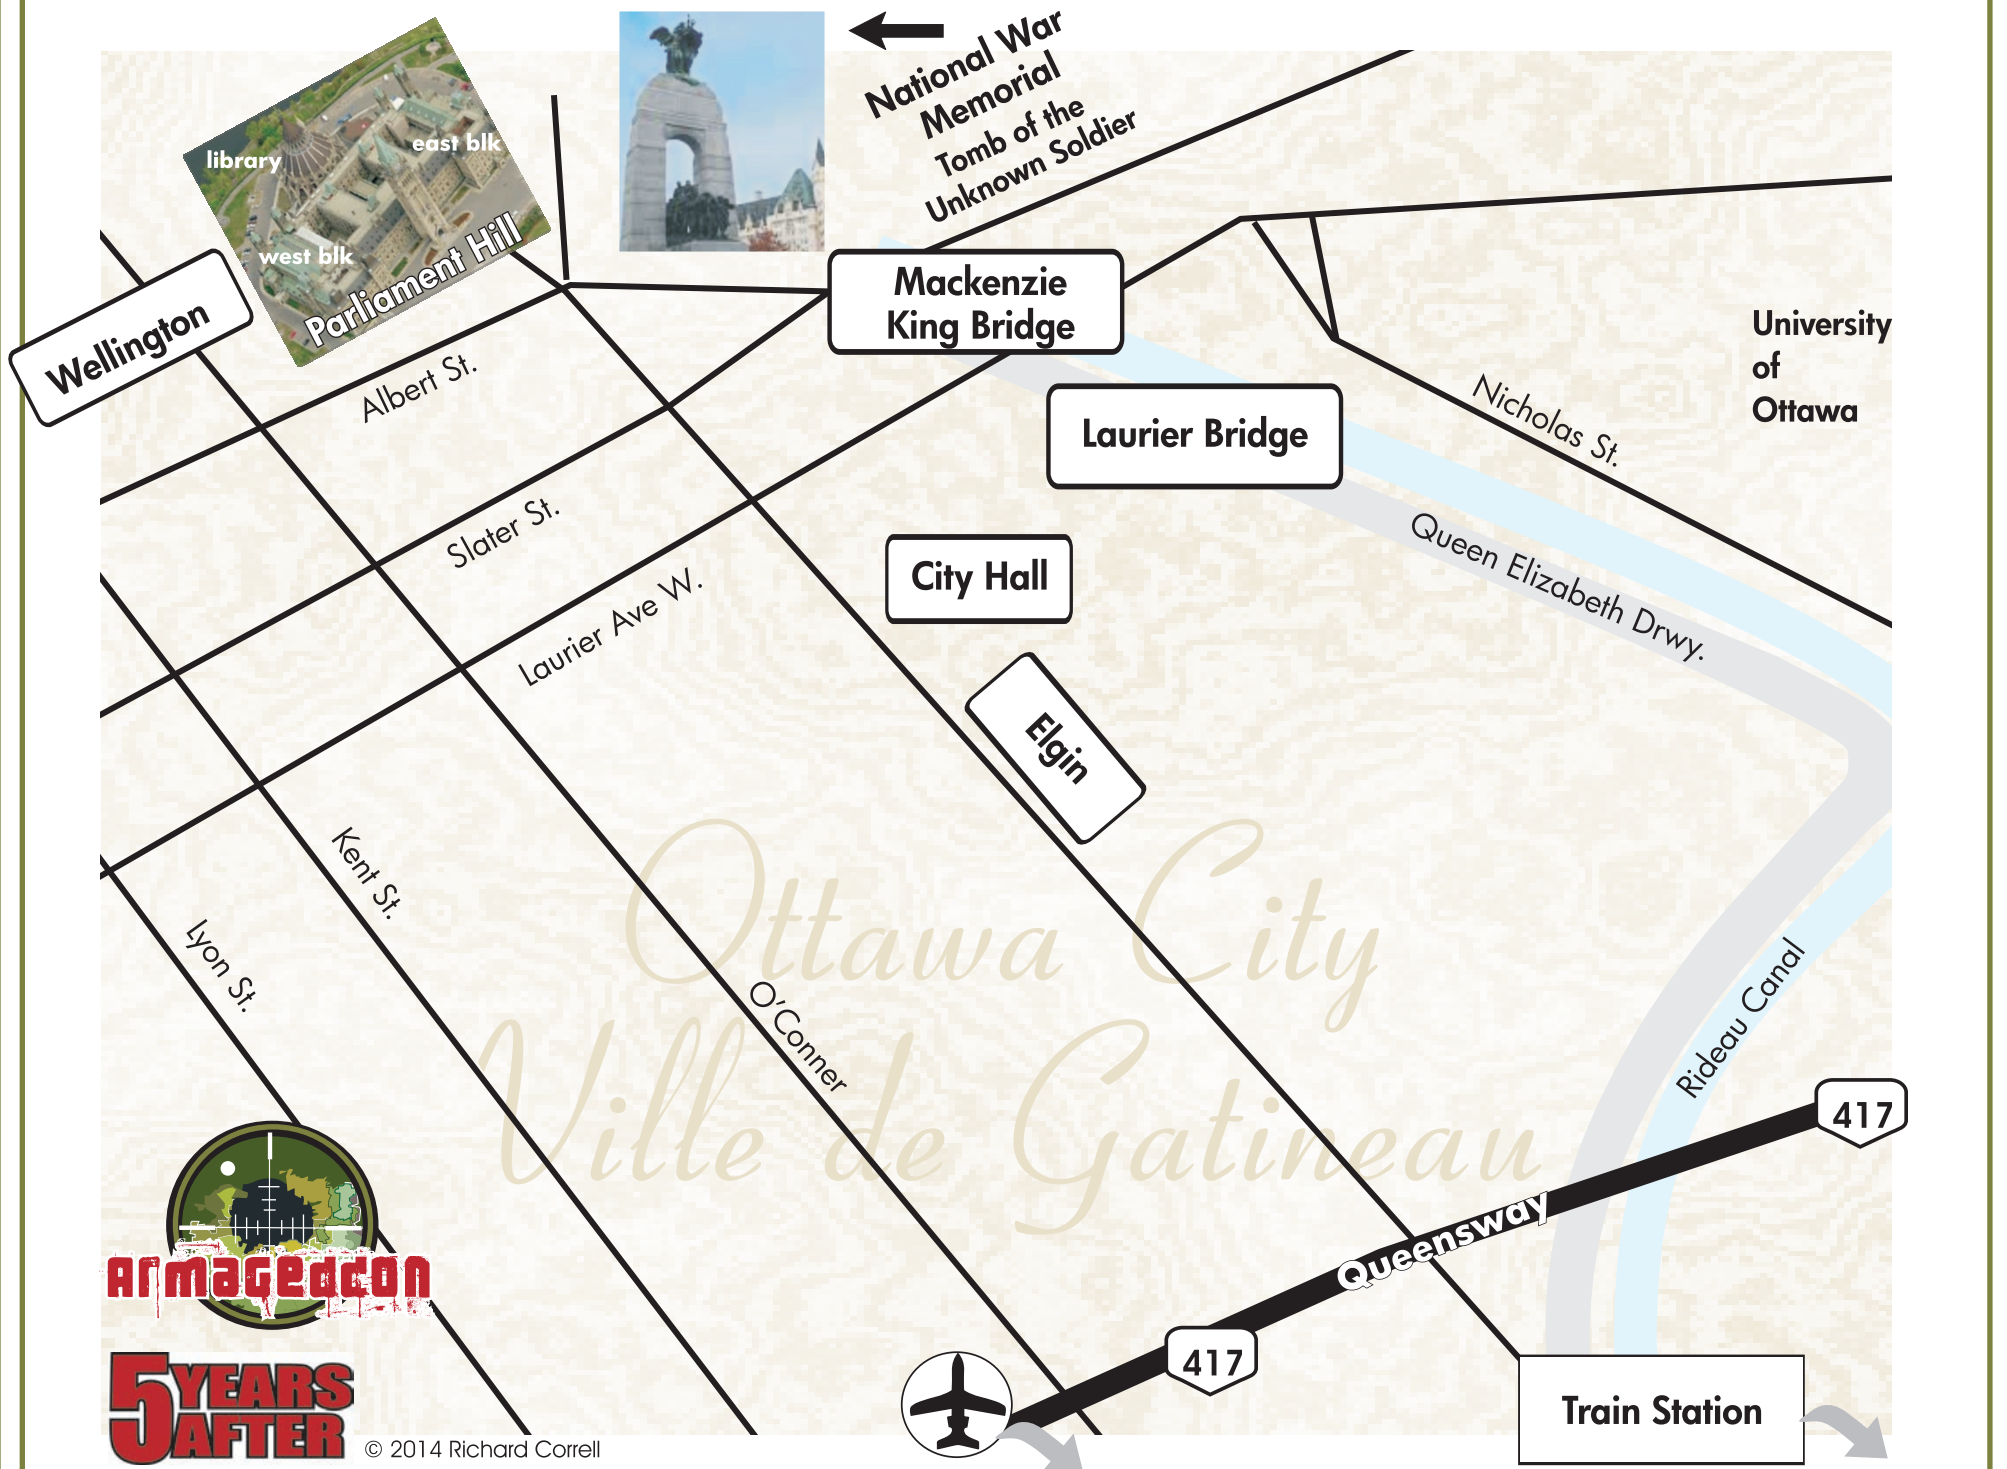 National War
Memorial
Tomb of the
Unknown Soldier
library
east blk
west blk
Parliament Hill
Wellington
Mackenzie
King Bridge
Laurier Bridge
University
of
Ottawa
Nicholas St.
Albert St.
Slater St.
Laurier Ave W.
Queen Elizabeth Drwy.
City Hall
Elgin
Kent St.
Lyon St.
O'Conner
Ottawa City
Ville de Gatineau
Rideau Canal
417
Queensway
417
Armageddon
5 YEARS
AFTER
© 2014 Richard Correll
Train Station